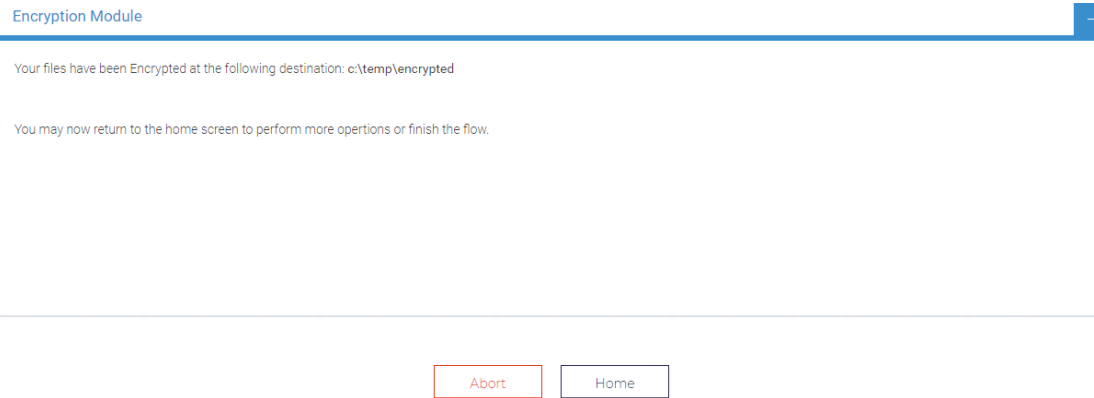 Encryption Module
Your files have been Encrypted at the following destination: c:\temp\encrypted
You may now return to the home screen to perform more opertions or finish the flow.
Abort
Home